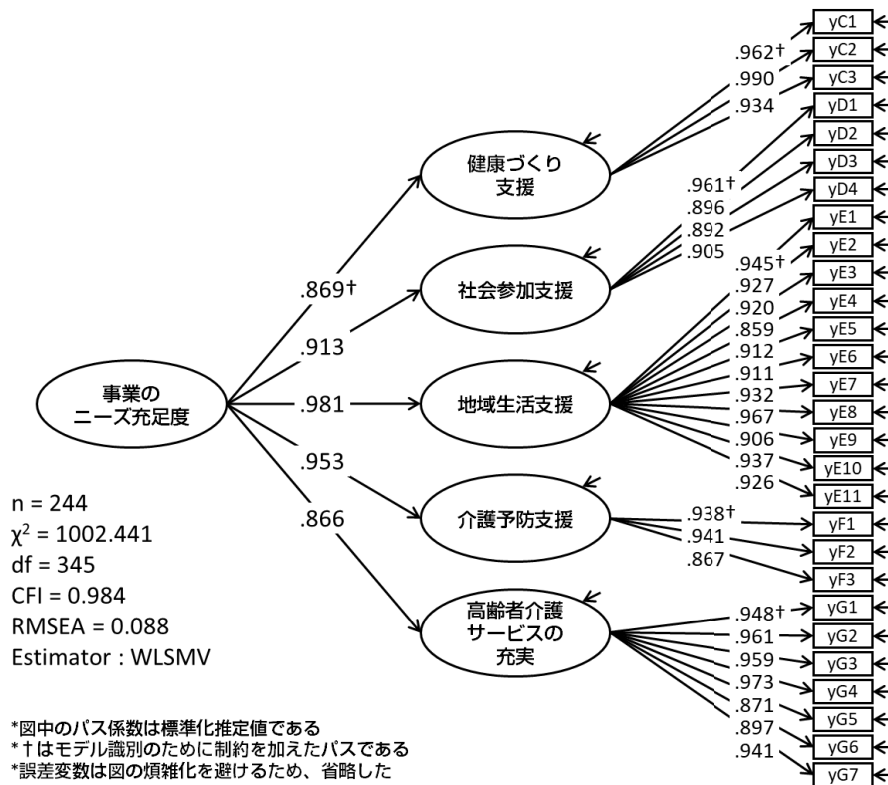 yC1
yC2
yC3
yD1
yD2
yD3
yD4
yE1
yE2
yE3
yE4
yE5
yE6
yE7
yE8
yE9
yE10
yE11
yF1
yF2
yF3
yG1
yG2
yG3
yG4
yG5
yG6
yG7
.962†
.990
.934
.961†
.896
.892
.905
.945†
.927
.920
.859
.912
.911
.932
.967
.906
.937
.926
.938†
.941
.867
.948†
.961
.959
.973
.871
.897
.941
健康づくり
支援
社会参加支援
地域生活支援
介護予防支援
高齢者介護
サービスの
充実
.869†
.913
.981
.953
.866
事業の
ニーズ充足度
n = 244
χ² = 1002.441
df = 345
CFI = 0.984
RMSEA = 0.088
Estimator : WLSMV
*図中のパス係数は標準化推定値である
*†はモデル識別のために制約を加えたパスである
*誤差変数は図の煩雑化を避けるため、省略した